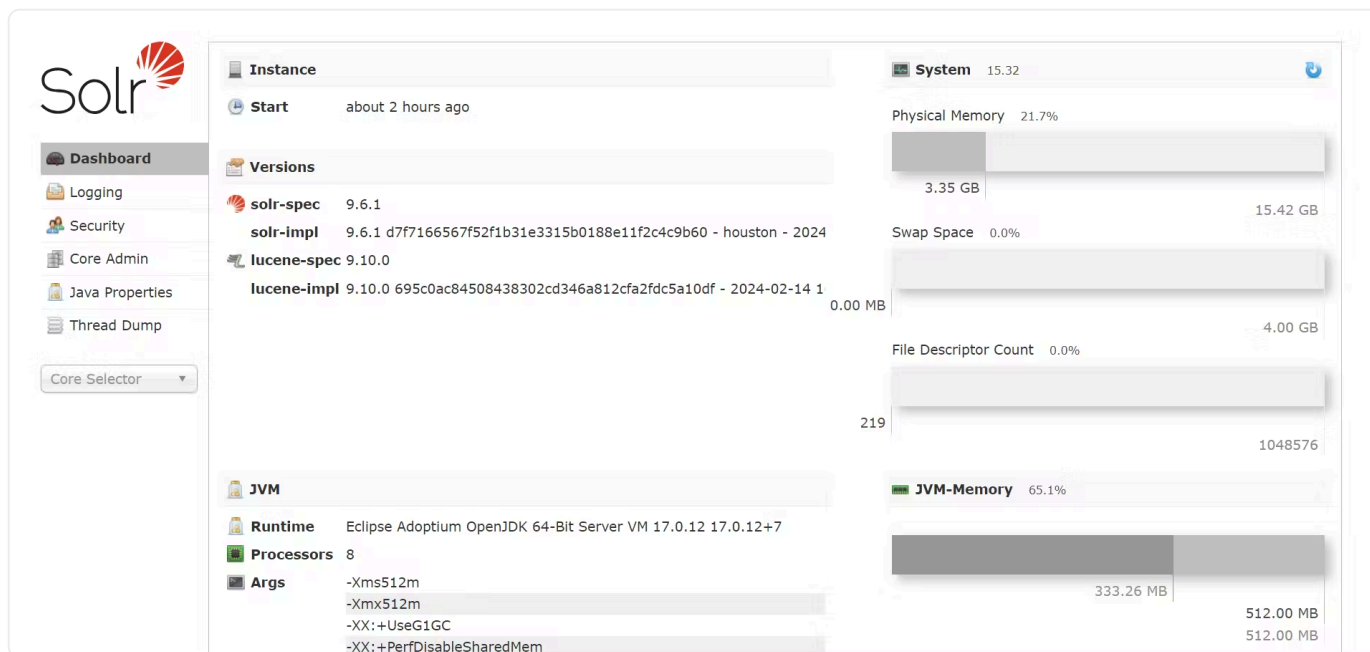 Solr
Dashboard
Logging
Security
Core Admin
Java Properties
Thread Dump
Core Selector
Instance
Start about 2 hours ago
Versions
solr-spec 9.6.1
solr-impl 9.6.1 d7f7166567f52f1b31e3315b0188e11f2c4c9b60 - houston - 2024
lucene-spec 9.10.0
lucene-impl 9.10.0 695c0ac84508438302cd346a812cfa2fdc5a10df - 2024-02-14 1
JVM
Runtime Eclipse Adoptium OpenJDK 64-Bit Server VM 17.0.12 17.0.12+7
Processors 8
Args -Xms512m
-Xmx512m
-XX:+UseG1GC
-XX:+PerfDisableSharedMem
System 15.32
Physical Memory 21.7%
3.35 GB
15.42 GB
Swap Space 0.0%
0.00 MB
4.00 GB
File Descriptor Count 0.0%
219
1048576
JVM-Memory 65.1%
333.26 MB
512.00 MB
512.00 MB